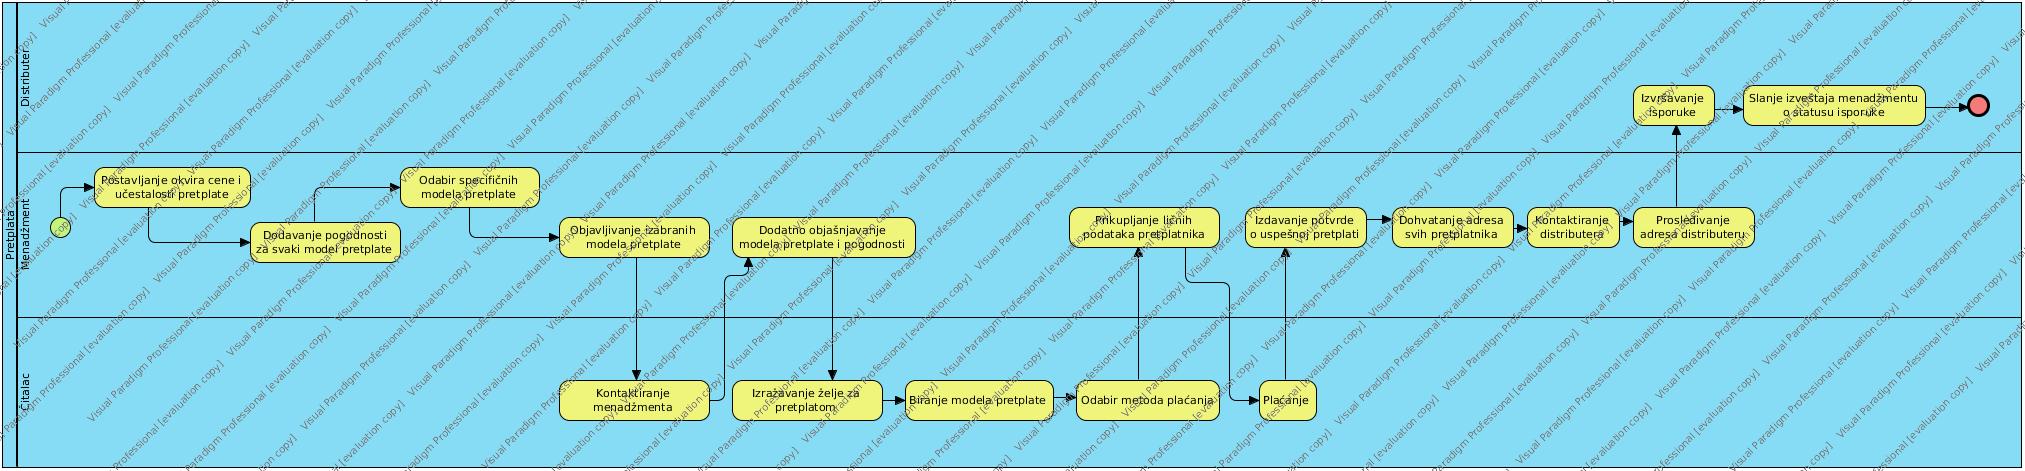 Pretplata
Distributer
Izvršavanje
isporuke
Slanje izvestaja menadžmentu
o statusu isporuke
Menadžment
Postavljanje okvira cene i
učestalosti pretplate
Dodavanje pogodnosti
za svaki model pretplate
Odabir specifičnih
modela pretplate
Objavljivanje izabranih
modela pretplate
Dodatno objašnjavanje
modela pretplate i pogodnosti
Prikupljanje ličnih
podataka pretplatnika
Izdavanje potvrde
o uspešnoj pretplati
Dohvatanje adresa
svih pretplatnika
Kontaktiranje
distributera
Prosleđivanje
adresa distributeru
Čitalac
Kontaktiranje
menadžmenta
Izražavanje želje za
pretplatom
Biranje modela pretplate
Odabir metoda plaćanja
Plaćanje
Visual Paradigm Professional [evaluation copy]